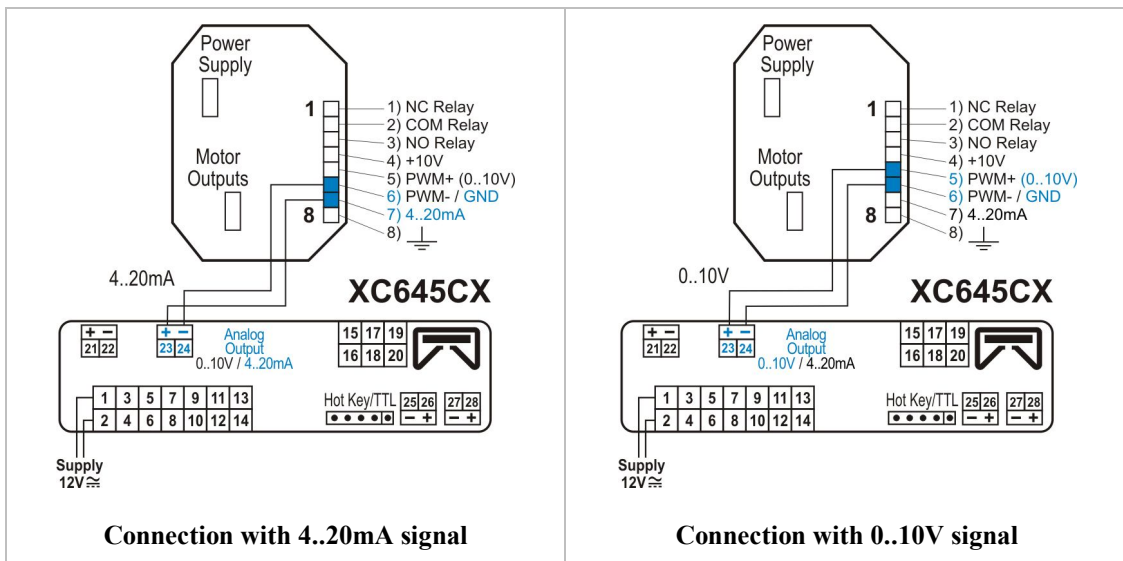 Power
Supply
1
1) NC Relay
2) COM Relay
3) NO Relay
4) +10V
Motor
Outputs
5) PWM+ (0..10V)
6) PWM- / GND
7) 4..20mA
8
8)
4..20mA
XC645CX
+ −
21 22
+ −
23 24
Analog
Output
0..10V / 4..20mA
15 17 19
16 18 20
1 3 5 7 9 11 13
2 4 6 8 10 12 14
Hot Key/TTL
25 26
− +
27 28
− +
Supply
12V
Connection with 4..20mA signal
Power
Supply
1
1) NC Relay
2) COM Relay
3) NO Relay
4) +10V
Motor
Outputs
5) PWM+ (0..10V)
6) PWM- / GND
7) 4..20mA
8
8)
0..10V
XC645CX
+ −
21 22
+ −
23 24
Analog
Output
0..10V / 4..20mA
15 17 19
16 18 20
1 3 5 7 9 11 13
2 4 6 8 10 12 14
Hot Key/TTL
25 26
− +
27 28
− +
Supply
12V
Connection with 0..10V signal